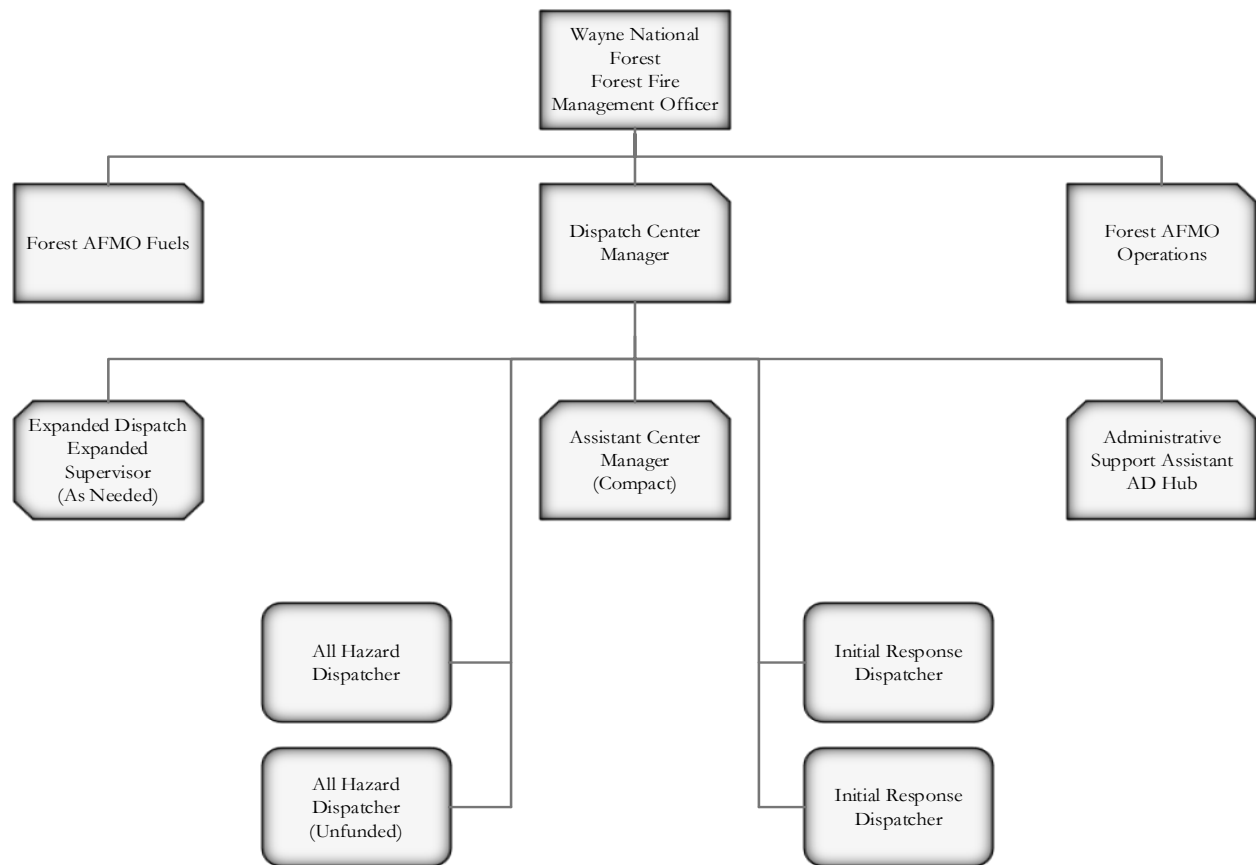 Wayne National
Forest
Forest Fire
Management Officer
Forest AFMO Fuels
Dispatch Center
Manager
Forest AFMO
Operations
Expanded Dispatch
Expanded
Supervisor
(As Needed)
Assistant Center
Manager
(Compact)
Administrative
Support Assistant
AD Hub
All Hazard
Dispatcher
Initial Response
Dispatcher
All Hazard
Dispatcher
(Unfunded)
Initial Response
Dispatcher